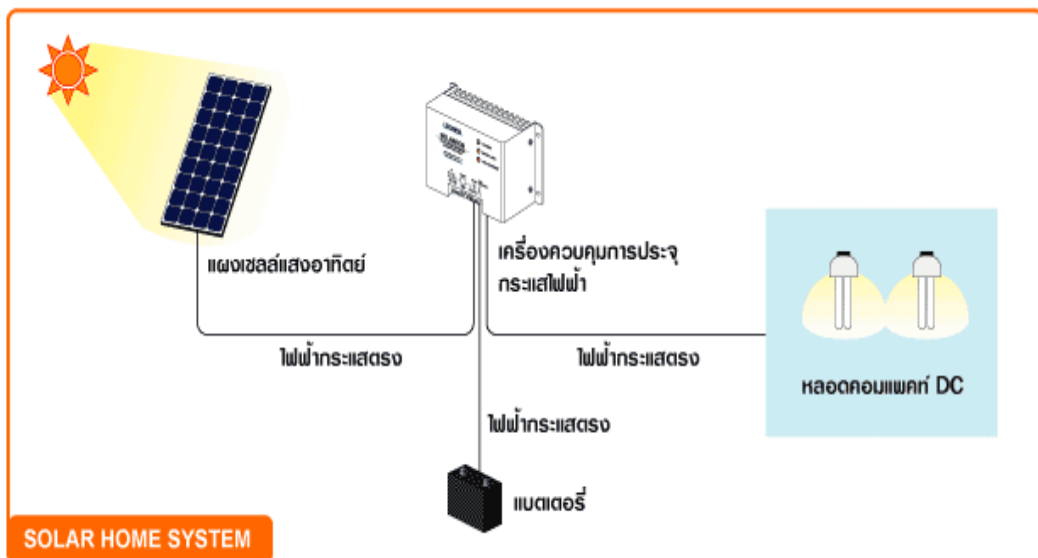 แผงเซลล์แสงอาทิตย์
เครื่องควบคุมการประจุ
กระแสไฟฟ้า
ไฟฟ้ากระแสตรง
ไฟฟ้ากระแสตรง
หลอดคอมแพคท์ DC
ไฟฟ้ากระแสตรง
แบตเตอรี่
SOLAR HOME SYSTEM